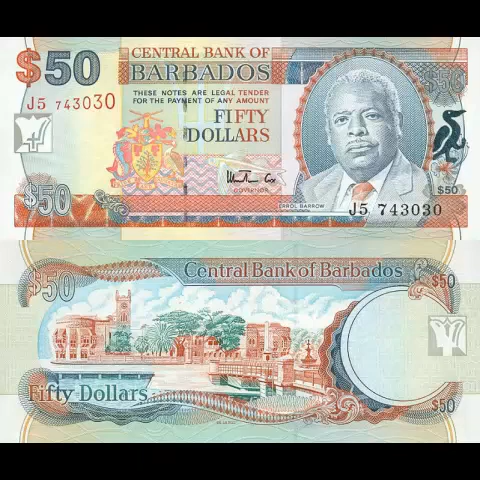 $50
CENTRAL BANK OF
BARBADOS
THESE NOTES ARE LEGAL TENDER
FOR THE PAYMENT OF ANY AMOUNT
FIFTY
DOLLARS
J5 743030
$50
GOVERNOR
ERROL BARROW
$50
$50
J5 743030
Central Bank of Barbados
$50
$50
Fifty Dollars
$50